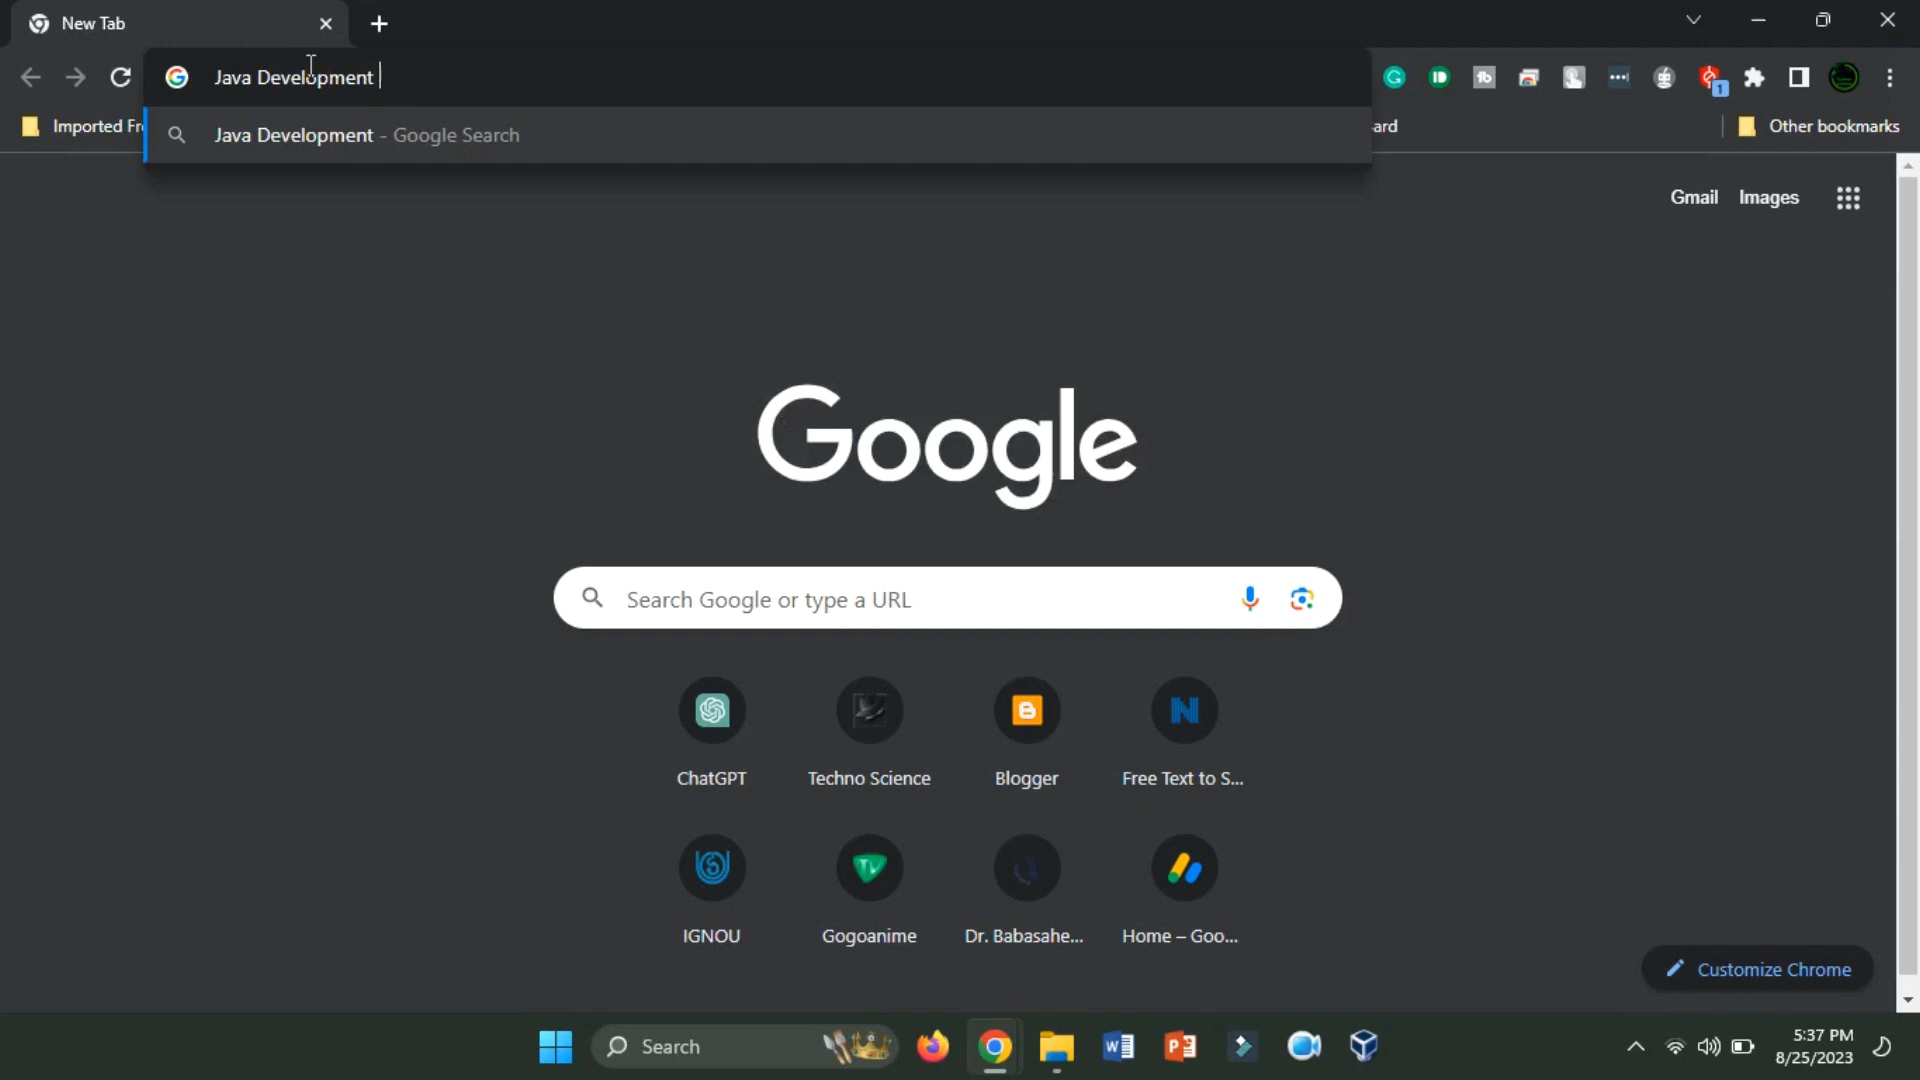 New Tab
Java Development
Java Development - Google Search
Imported Fr
ard
Other bookmarks
1
Gmail
Images
Google
Search Google or type a URL
ChatGPT
Techno Science
Blogger
Free Text to S...
IGNOU
Gogoanime
Dr. Babasahe...
Home – Goo...
Customize Chrome
Search
5:37 PM
8/25/2023